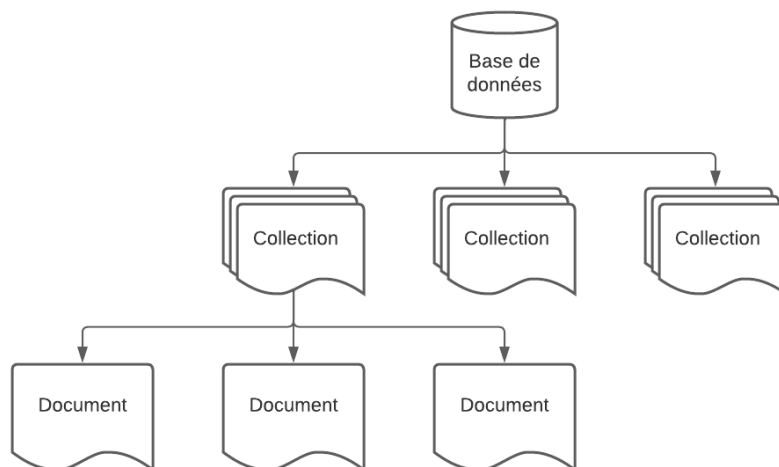 Base de
données
Collection
Collection
Collection
Document
Document
Document